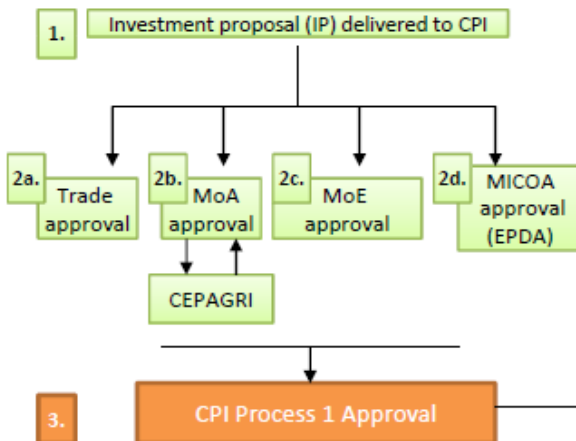 1.
Investment proposal (IP) delivered to CPI
2a.
Trade
approval
2b.
MoA
approval
2c.
MoE
approval
2d.
MICOA
approval
(EPDA)
CEPAGRI
3.
CPI Process 1 Approval